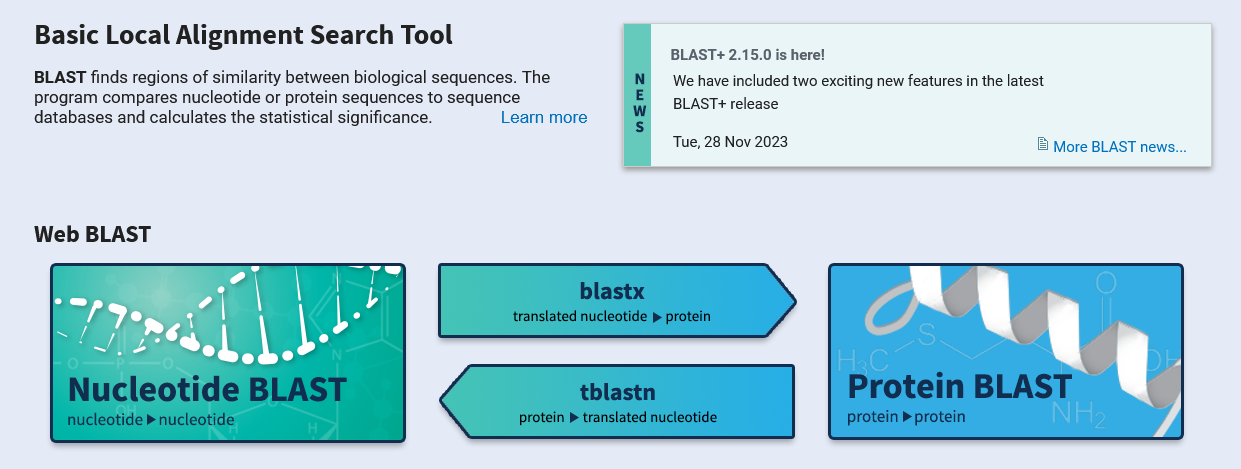 Basic Local Alignment Search Tool
BLAST finds regions of similarity between biological sequences. The
program compares nucleotide or protein sequences to sequence
databases and calculates the statistical significance. Learn more
NEWS
BLAST+ 2.15.0 is here!
We have included two exciting new features in the latest
BLAST+ release
Tue, 28 Nov 2023
More BLAST news...
Web BLAST
Nucleotide BLAST
nucleotide ▶ nucleotide
blastx
translated nucleotide ▶ protein
tblastn
protein ▶ translated nucleotide
O
S
H₃C
OH
NH₂
Protein BLAST
protein ▶ protein